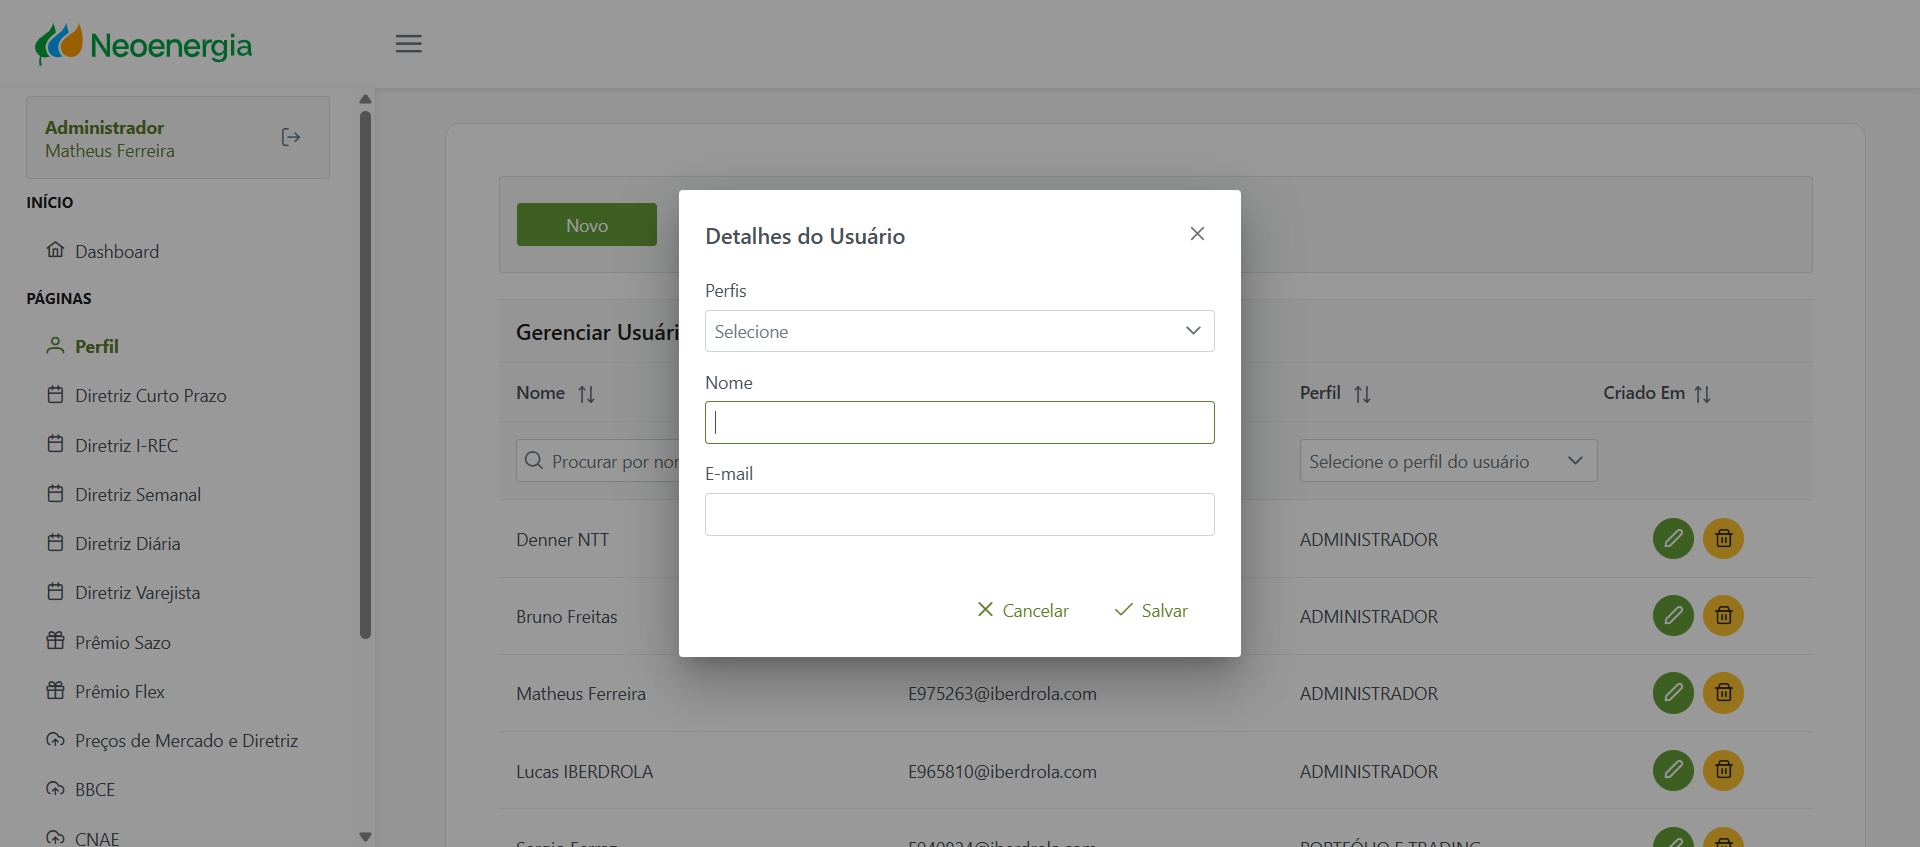 Neoenergia
Administrador
Matheus Ferreira
INÍCIO
Dashboard
PÁGINAS
Perfil
Diretriz Curto Prazo
Diretriz I-REC
Diretriz Semanal
Diretriz Diária
Diretriz Varejista
Prêmio Sazo
Prêmio Flex
Preços de Mercado e Diretriz
BBCE
CNAE
Novo
Detalhes do Usuário
Perfis
Selecione
Nome
E-mail
Cancelar Salvar
Gerenciar Usuári
Nome Perfil Criado Em
Procurar por nor Selecione o perfil do usuário
Denner NTT ADMINISTRADOR
Bruno Freitas ADMINISTRADOR
Matheus Ferreira E975263@iberdrola.com ADMINISTRADOR
Lucas IBERDROLA E965810@iberdrola.com ADMINISTRADOR